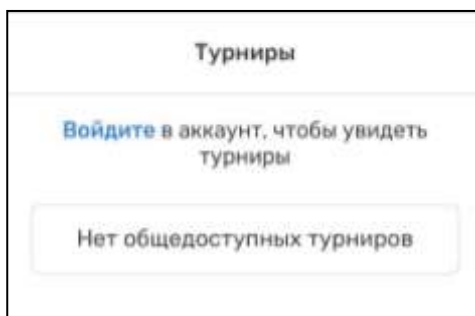 Турниры
Войдите в аккаунт, чтобы увидеть
турниры
Нет общедоступных турниров